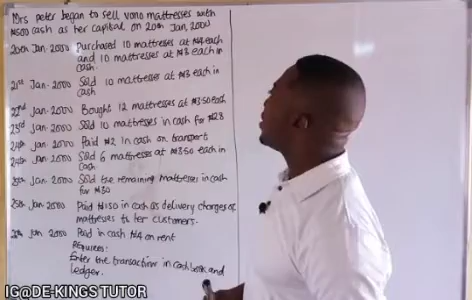 Mrs peter began to sell vono mattresses with
₦500 cash as her capital on 20th Jan, 2000
20th Jan 2000 Purchased 10 mattresses at ₦4 each
and 10 mattresses at ₦3 each in
cash.
21st Jan. 2000 Sold 10 mattresses at ₦3 each in
cash
22nd Jan. 2000 Bought 12 mattresses at ₦3.50 each
23rd Jan. 2000 Sold 10 mattresses in cash for ₦28
24th Jan. 2000 Paid ₦2 in cash on transport
24th Jan. 2000 Sold 6 mattresses at ₦3.50 each in
cash
Jan. 2000 Sold the remaining mattresses in cash
for ₦30
25th Jan. 2000 Paid ₦1.50 in cash as delivery charges of
mattresses to her customers.
Jan 2000 Paid in cash ₦4 on rent
Required:
Enter the transactions in cash book and
ledger.
IG@DE-KINGS TUTOR